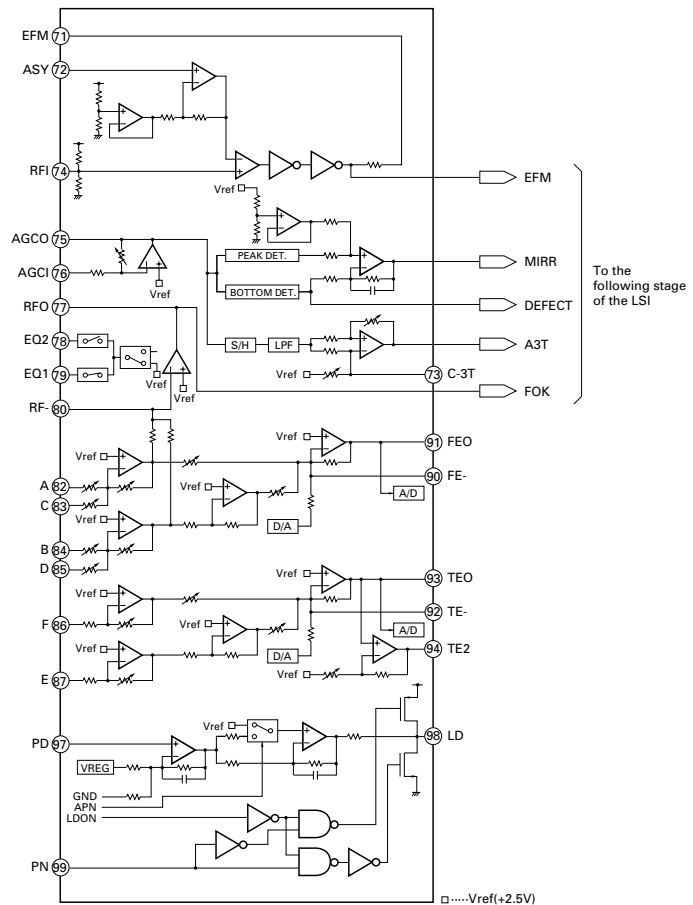 EFM 71
ASY 72
RFI 74
EFM
Vref
AGCO 75
PEAK DET.
MIRR
AGCI 76
Vref
BOTTOM DET.
DEFECT
To the
following stage
of the LSI
RFO 77
EQ2 78
S/H
LPF
A3T
EQ1 79
Vref
Vref
Vref
73 C-3T
FOK
RF- 80
Vref
91 FEO
Vref
90 FE-
A 82
Vref
A/D
C 83
Vref
D/A
B 84
D 85
Vref
93 TEO
Vref
92 TE-
F 86
Vref
A/D
Vref
D/A
94 TE2
Vref
E 87
Vref
98 LD
PD 97
VREG
GND
APN
LDON
PN 99
.....Vref(+2.5V)